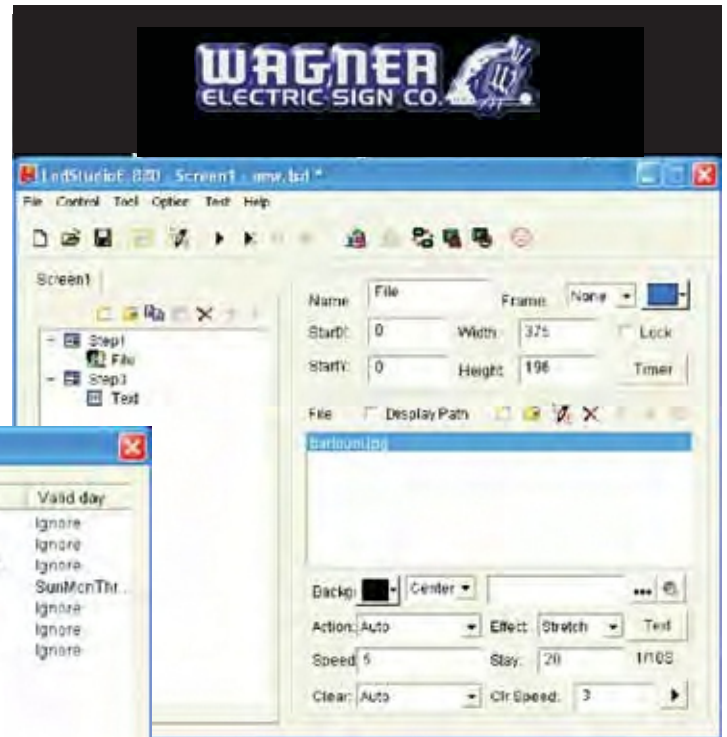 WAGNER
ELECTRIC SIGN CO.
Screen1
File Control Tool Option Test Help
Screen1
Step1
File
Step3
Text
Name File Frame: None
StartX: 0 Width: 375 Lock
StartY: 0 Height: 196 Timer
File Display Path
Valid day
Ignore
Ignore
Ignore
SunMonThr...
Ignore
Ignore
Ignore
Center
Action: Auto Effect Stretch Text
Speed 5 Stay: 20 1/10S
Clear: Auto Clr Speed: 3